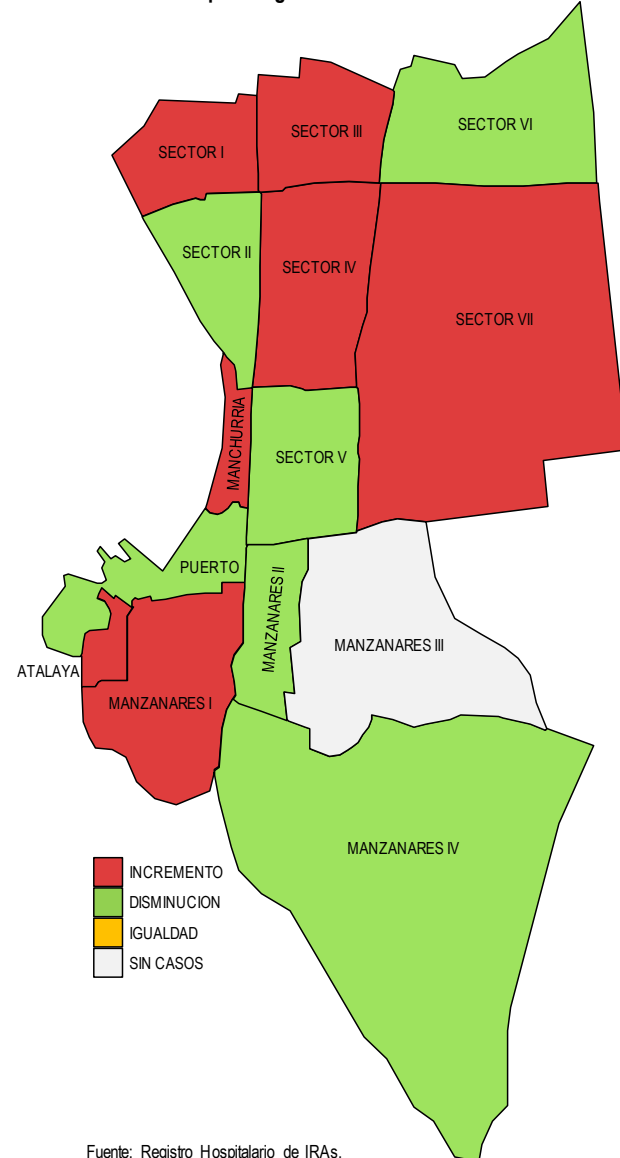 SECTOR VI
SECTOR III
SECTOR I
SECTOR II
SECTOR IV
SECTOR VII
MANCHURRIA
SECTOR V
PUERTO
MANZANARES II
MANZANARES III
ATALAYA
MANZANARES I
MANZANARES IV
INCREMENTO
DISMINUCION
IGUALDAD
SIN CASOS
Fuente: Registro Hospitalario de IRAs.